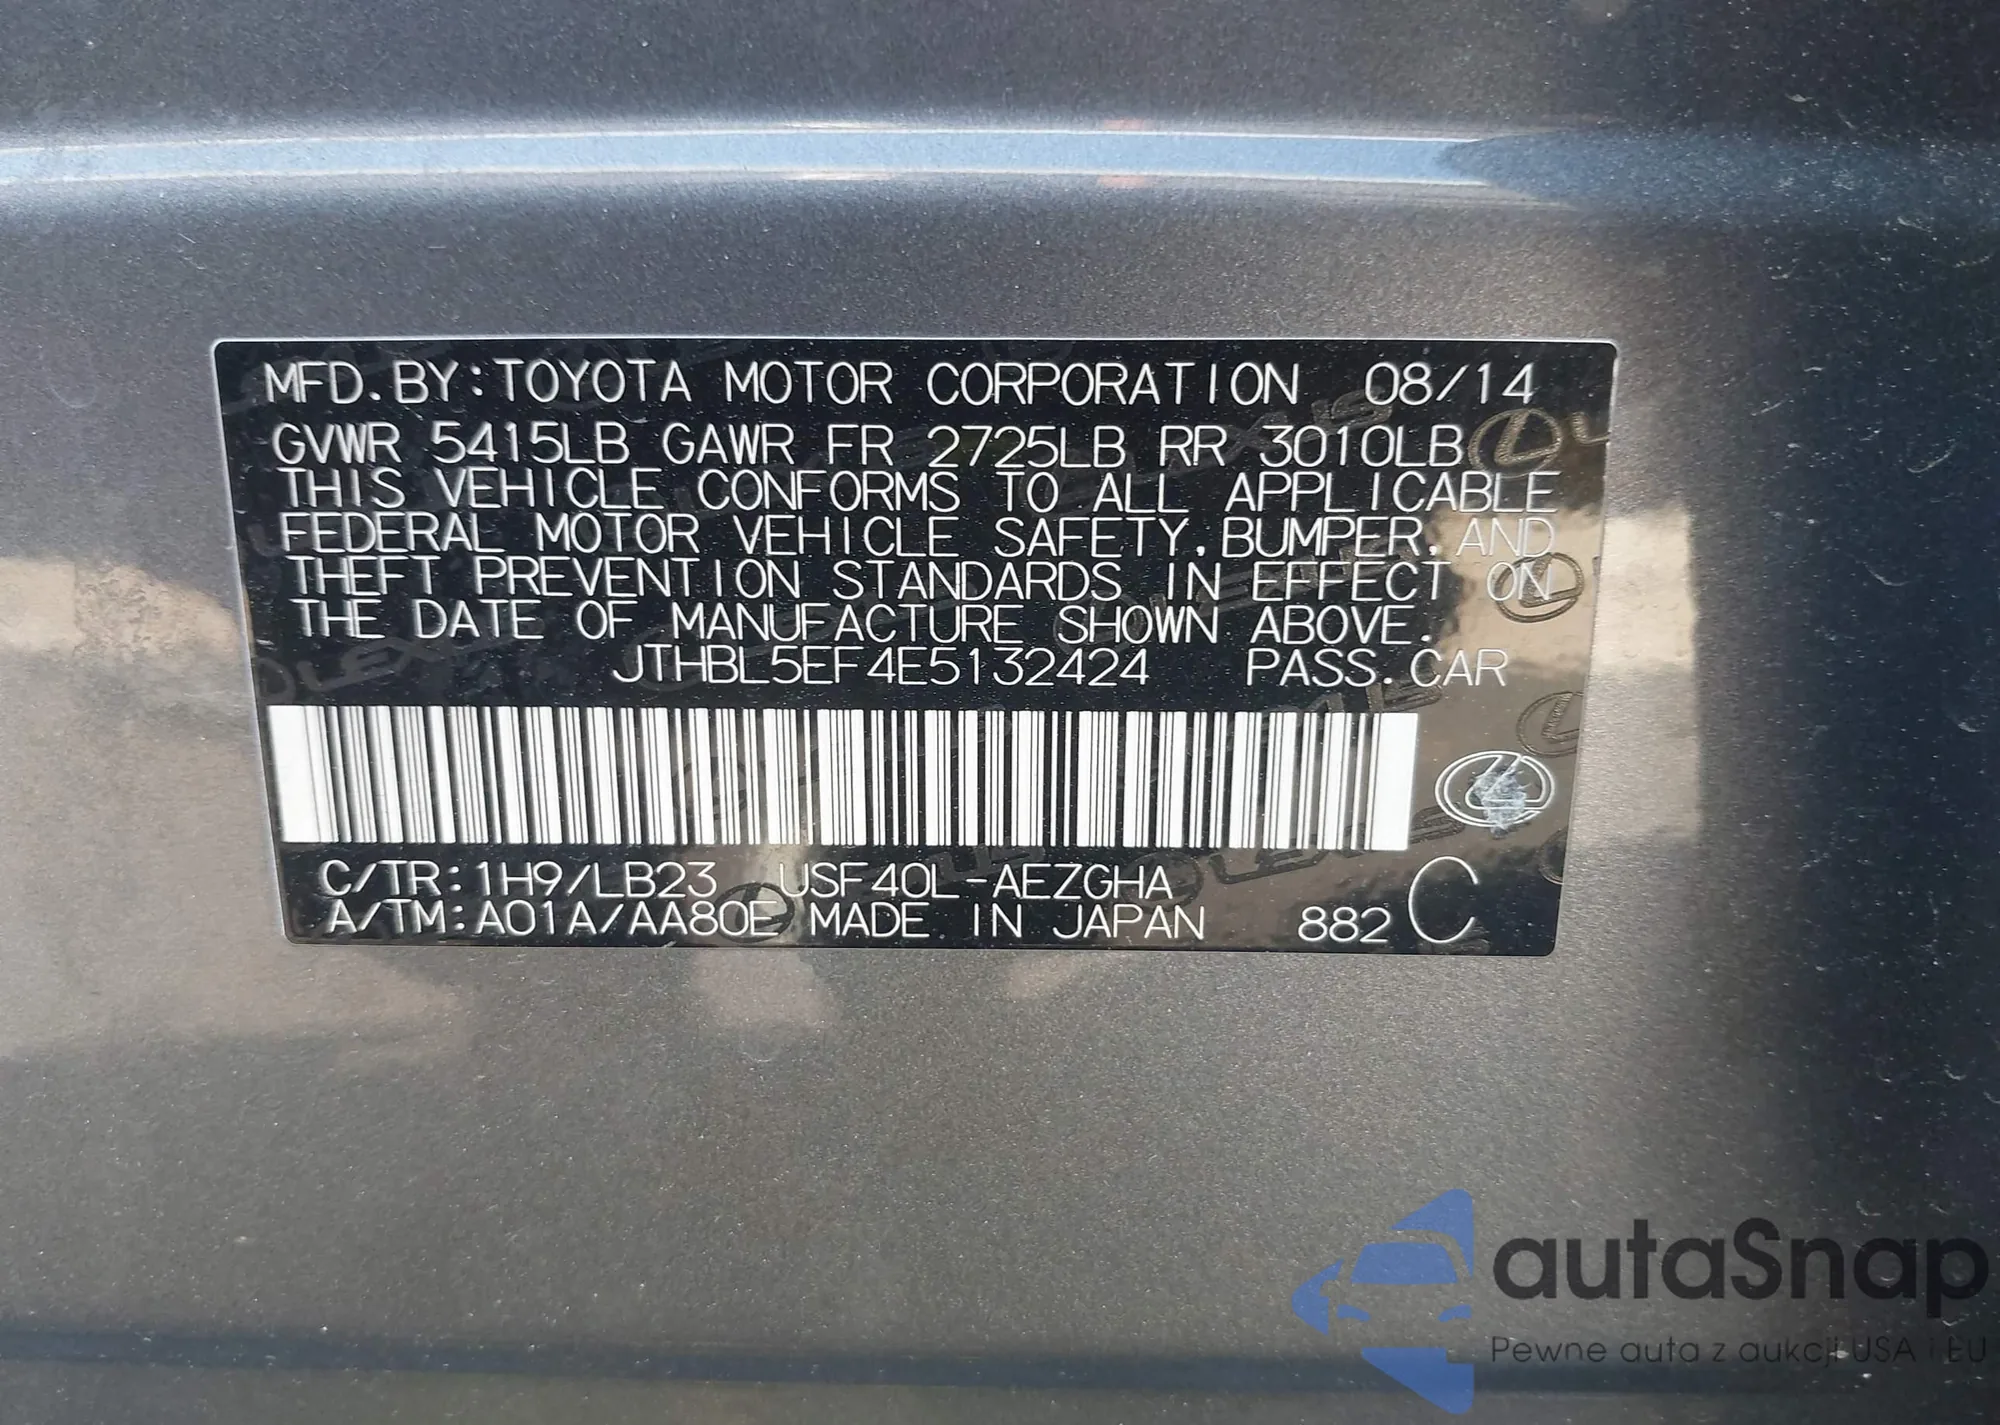 MFD.BY:TOYOTA MOTOR CORPORATION 08/14
GVWR 5415LB GAWR FR 2725LB RR 3010LB
THIS VEHICLE CONFORMS TO ALL APPLICABLE
FEDERAL MOTOR VEHICLE SAFETY,BUMPER,AND
THEFT PREVENTION STANDARDS IN EFFECT ON
THE DATE OF MANUFACTURE SHOWN ABOVE.
JTHBL5EF4E5132424 PASS.CAR
C/TR:1H9/LB23 USF40L-AEZGHA
A/TM:A01A/AA80E MADE IN JAPAN 882 C
autaSnap
Pewne auta z aukcji USA i EU